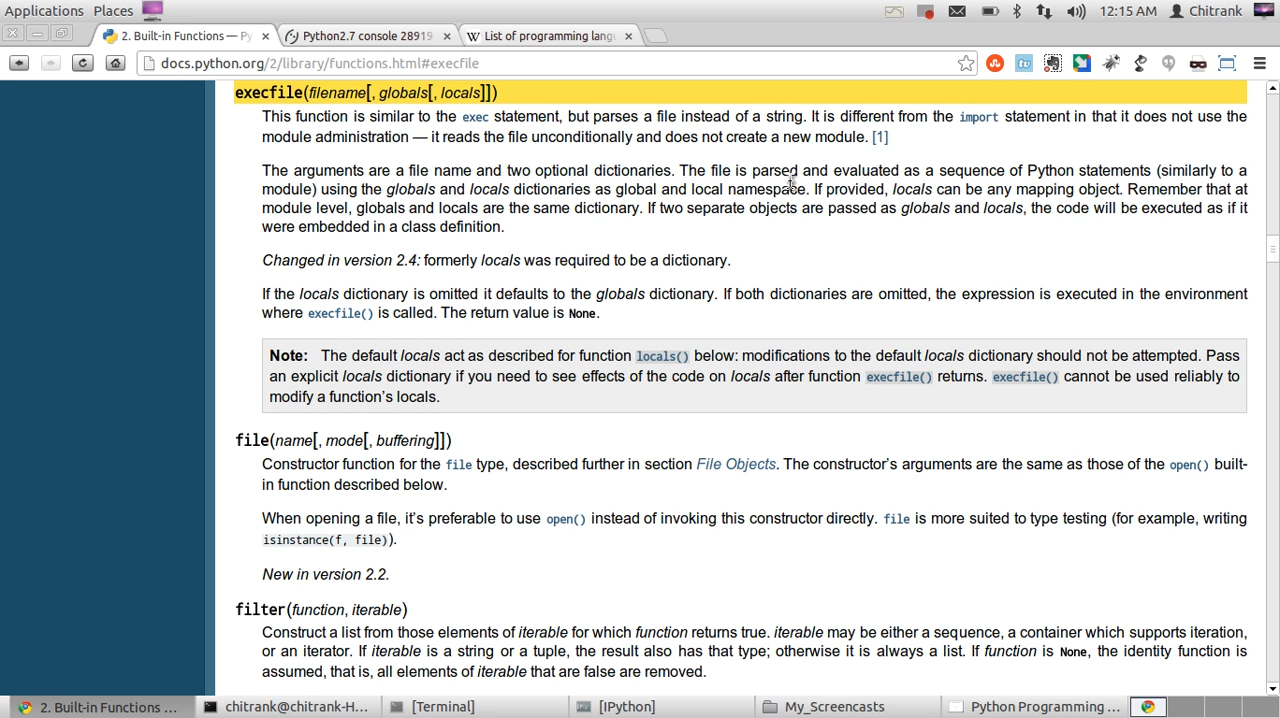 Applications Places 12:15 AM Chitrank
2. Built-in Functions — Py Python2.7 console 28919 List of programming lang
docs.python.org/2/library/functions.html#execfile
execfile(filename[, globals[, locals]])
This function is similar to the exec statement, but parses a file instead of a string. It is different from the import statement in that it does not use the
module administration — it reads the file unconditionally and does not create a new module. [1]
The arguments are a file name and two optional dictionaries. The file is parsed and evaluated as a sequence of Python statements (similarly to a
module) using the globals and locals dictionaries as global and local namespace. If provided, locals can be any mapping object. Remember that at
module level, globals and locals are the same dictionary. If two separate objects are passed as globals and locals, the code will be executed as if it
were embedded in a class definition.
Changed in version 2.4: formerly locals was required to be a dictionary.
If the locals dictionary is omitted it defaults to the globals dictionary. If both dictionaries are omitted, the expression is executed in the environment
where execfile() is called. The return value is None.
Note: The default locals act as described for function locals() below: modifications to the default locals dictionary should not be attempted. Pass
an explicit locals dictionary if you need to see effects of the code on locals after function execfile() returns. execfile() cannot be used reliably to
modify a function's locals.
file(name[, mode[, buffering]])
Constructor function for the file type, described further in section File Objects. The constructor's arguments are the same as those of the open() built-
in function described below.
When opening a file, it's preferable to use open() instead of invoking this constructor directly. file is more suited to type testing (for example, writing
isinstance(f, file)).
New in version 2.2.
filter(function, iterable)
Construct a list from those elements of iterable for which function returns true. iterable may be either a sequence, a container which supports iteration,
or an iterator. If iterable is a string or a tuple, the result also has that type; otherwise it is always a list. If function is None, the identity function is
assumed, that is, all elements of iterable that are false are removed.
2. Built-in Functions ... chitrank@chitrank-H... [Terminal] [IPython] My_Screencasts Python Programming ...